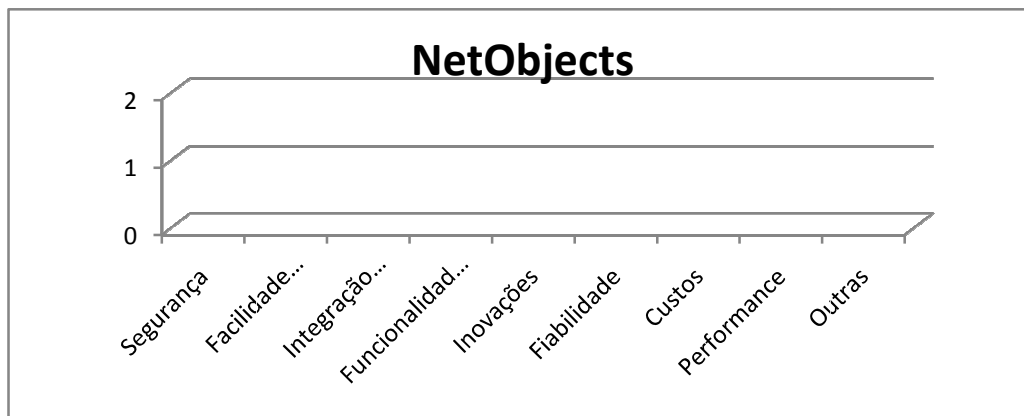 NetObjects
2
1
0
Segurança
Facilidade...
Integração...
Funcionalidad...
Inovações
Fiabilidade
Custos
Performance
Outras